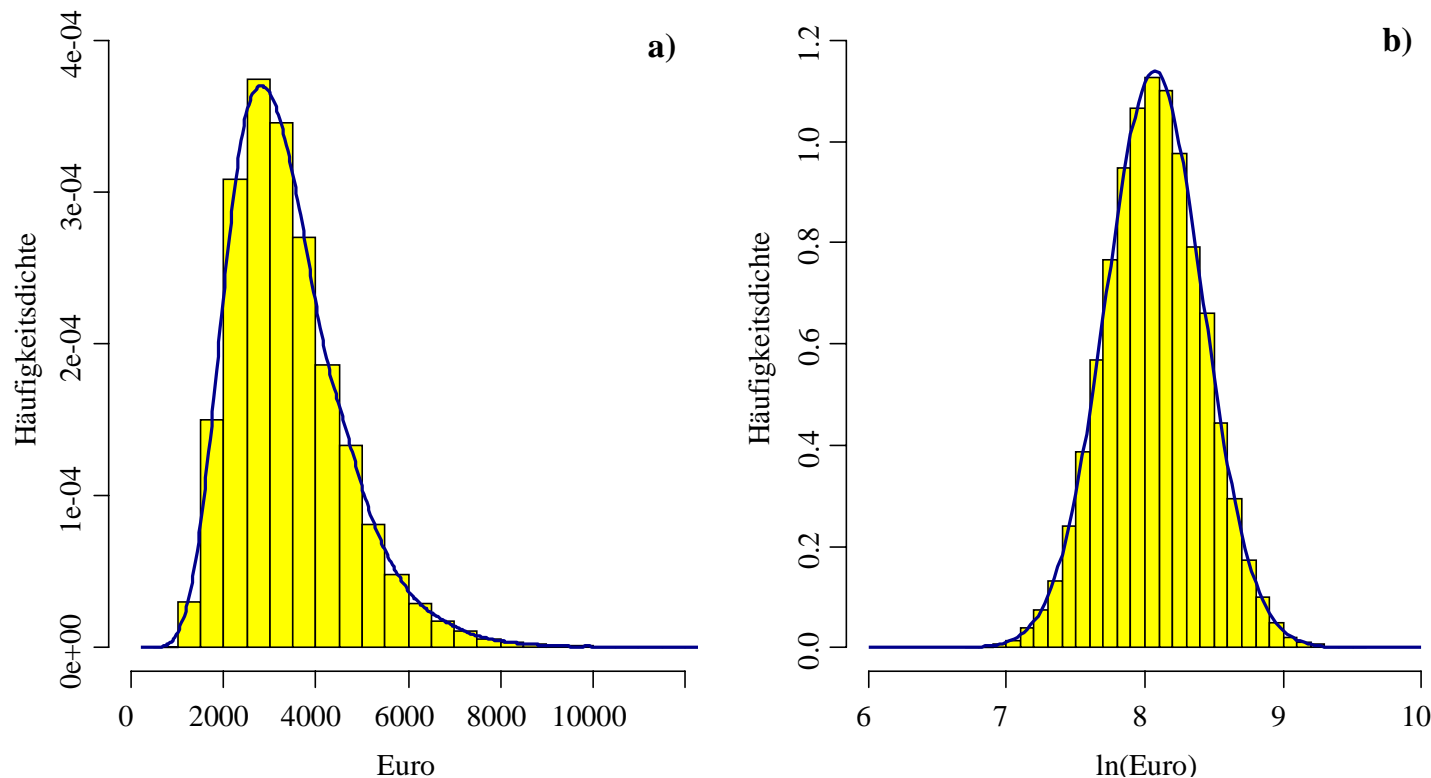 a)
Häufigkeitsdichte
4e-04
3e-04
2e-04
1e-04
0e+00
0 2000 4000 6000 8000 10000
Euro
b)
Häufigkeitsdichte
1.2
1.0
0.8
0.6
0.4
0.2
0.0
6 7 8 9 10
ln(Euro)